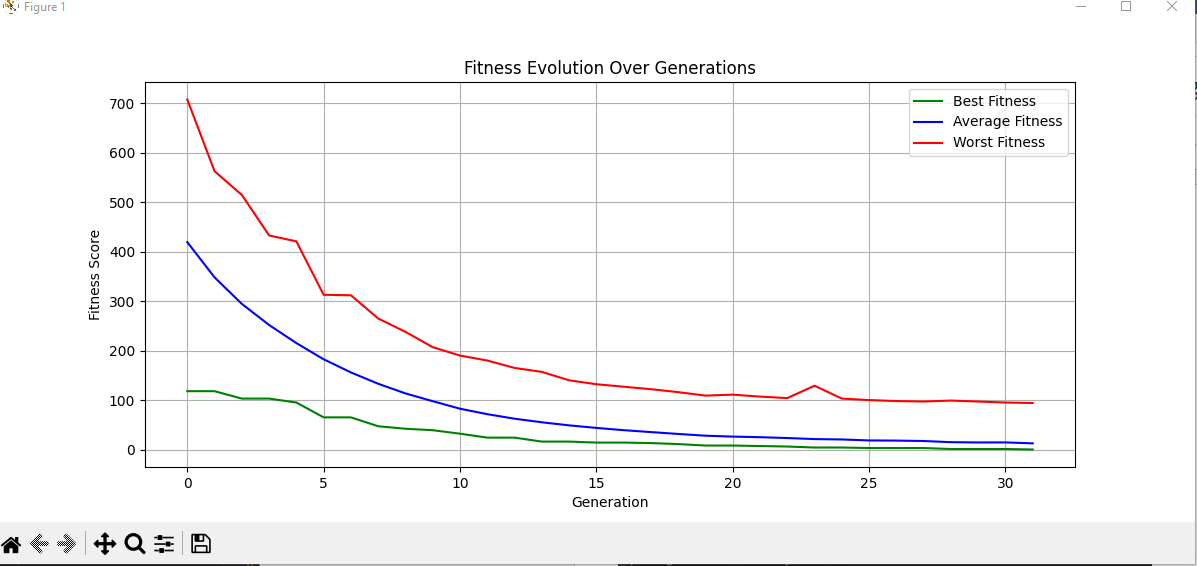 Figure 1
Fitness Evolution Over Generations
Best Fitness
Average Fitness
Worst Fitness
700
600
500
400
300
200
100
0
Fitness Score
0 5 10 15 20 25 30
Generation